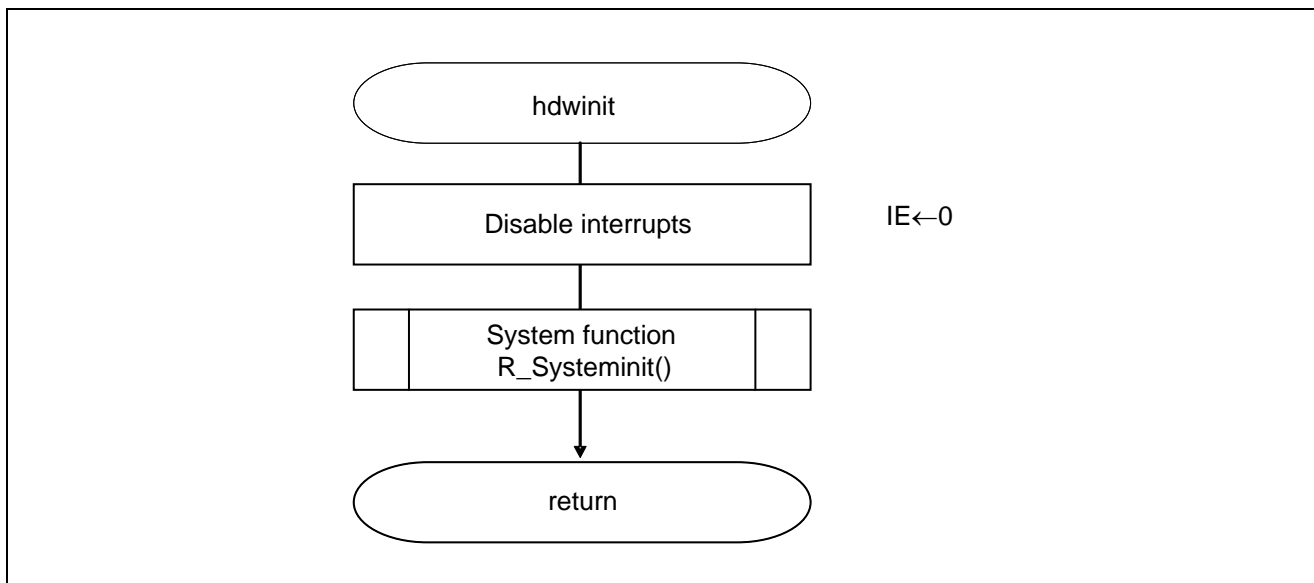 hdwinit
Disable interrupts
IE←0
System function
R_Systeminit()
return